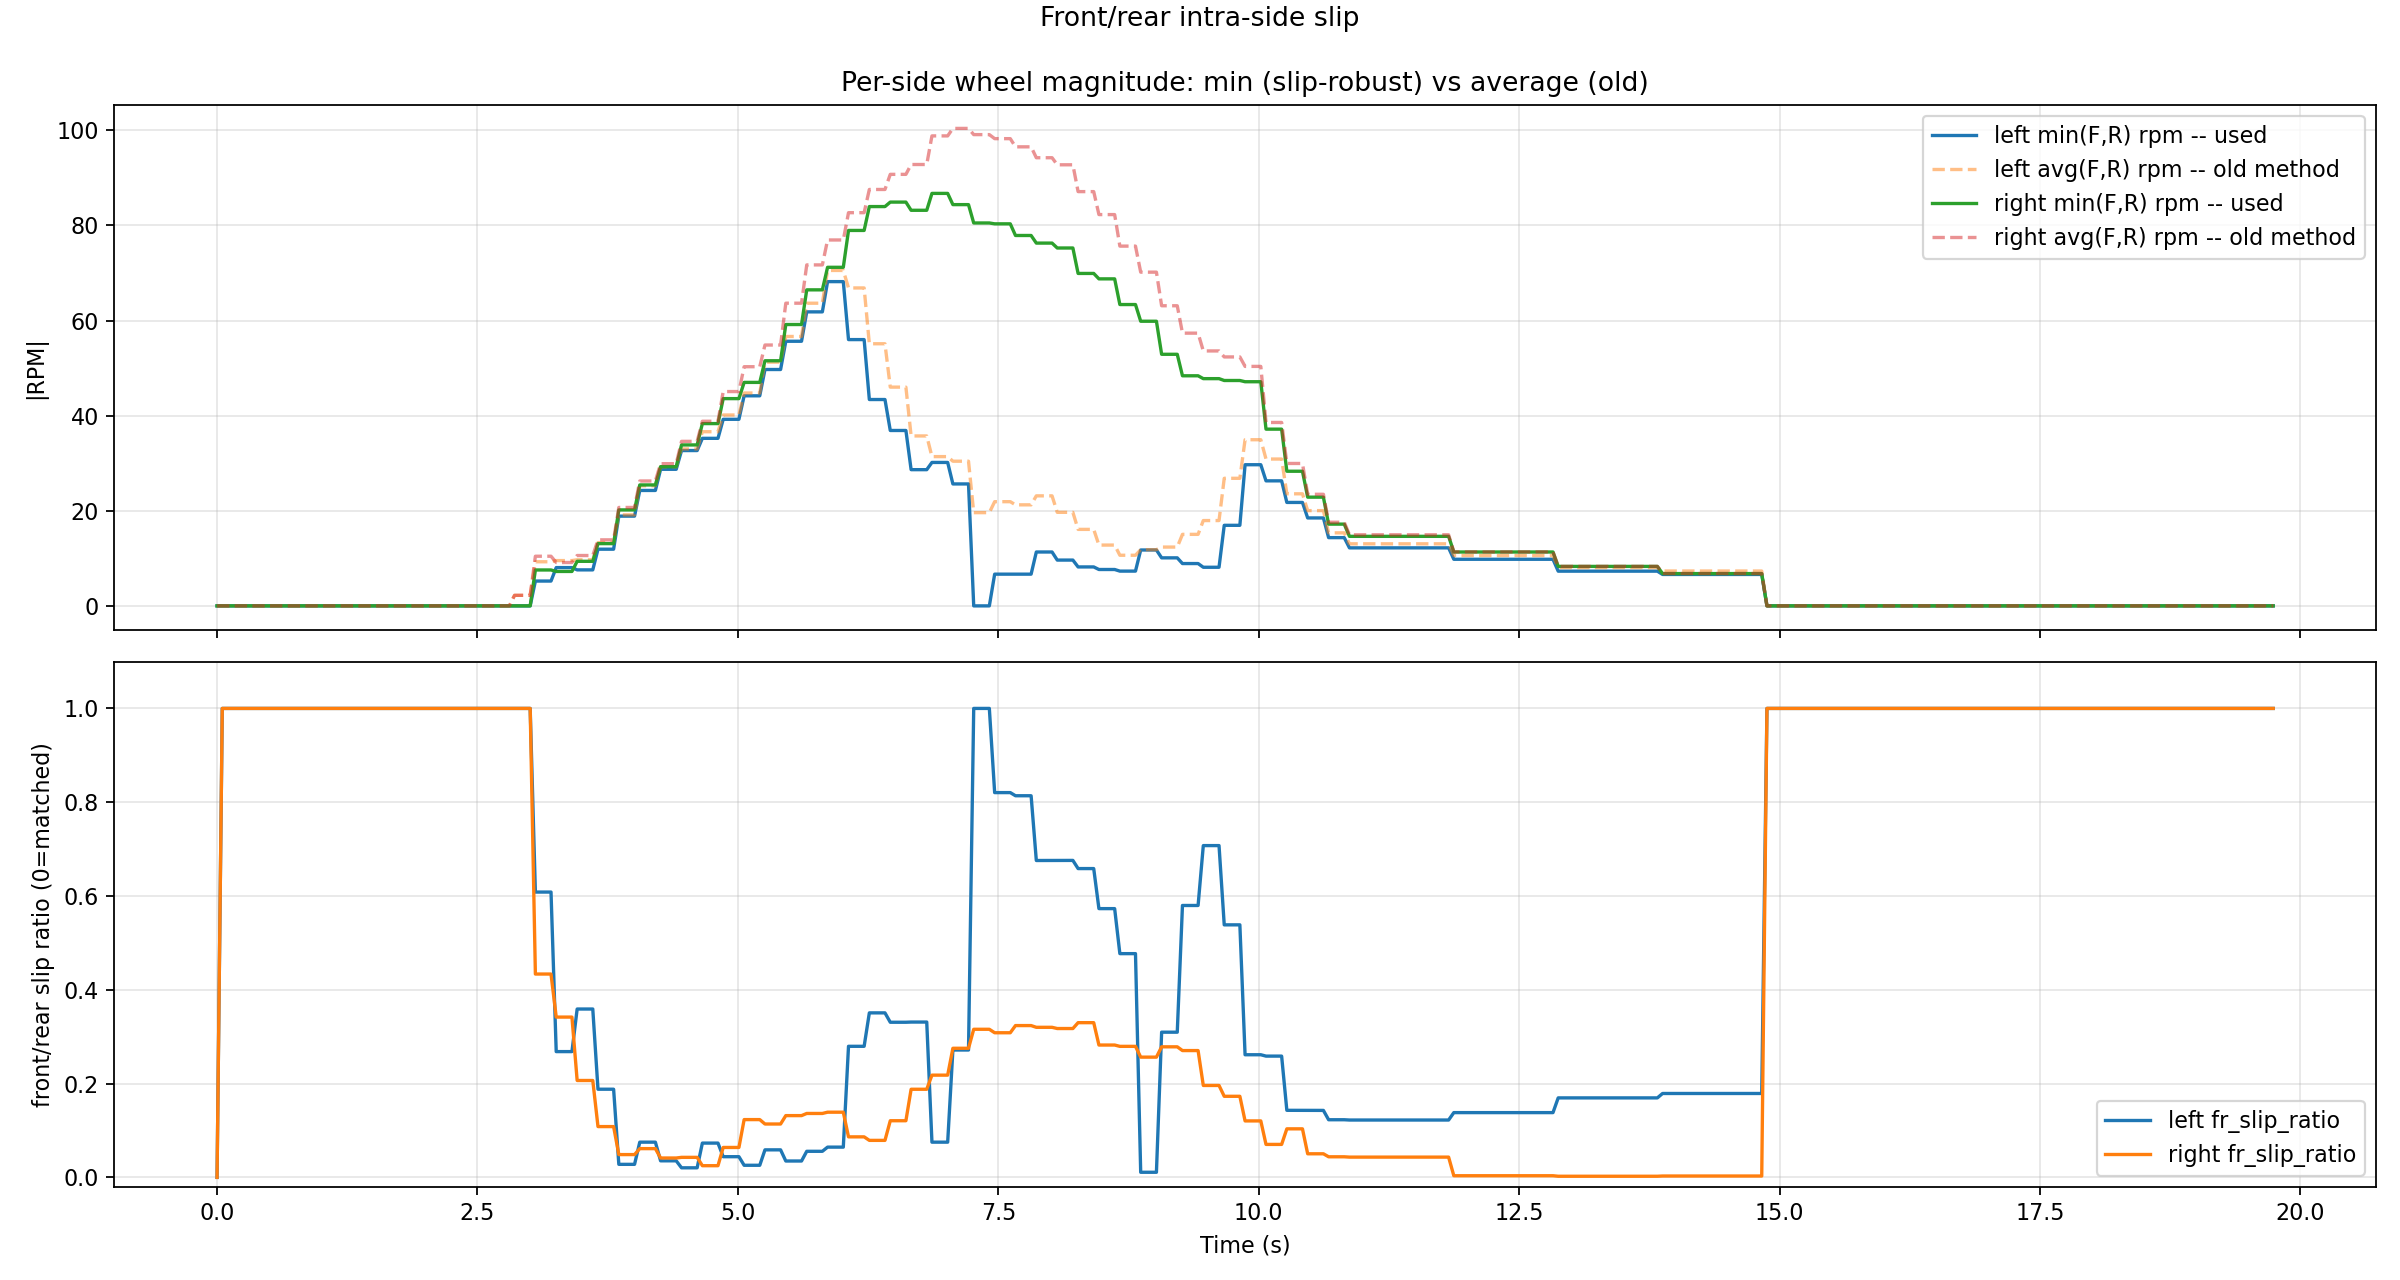 Front/rear intra-side slip
Per-side wheel magnitude: min (slip-robust) vs average (old)
|RPM|
100
80
60
40
20
0
left min(F,R) rpm -- used
left avg(F,R) rpm -- old method
right min(F,R) rpm -- used
right avg(F,R) rpm -- old method
front/rear slip ratio (0=matched)
1.0
0.8
0.6
0.4
0.2
0.0
left fr_slip_ratio
right fr_slip_ratio
0.0 2.5 5.0 7.5 10.0 12.5 15.0 17.5 20.0
Time (s)